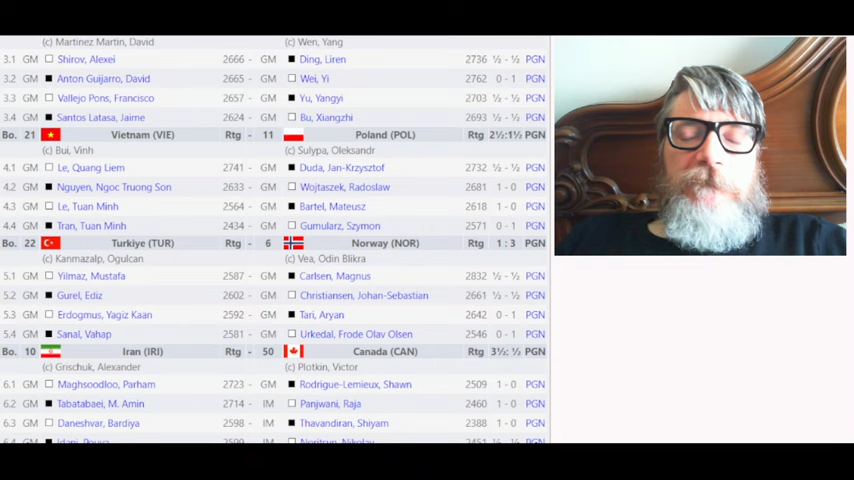 (c) Martinez Martin, David (c) Wen, Yang
3.1 GM Shirov, Alexei 2666 - GM Ding, Liren 2736 ½ - ½ PGN
3.2 GM Anton Guijarro, David 2665 - GM Wei, Yi 2762 0 - 1 PGN
3.3 GM Vallejo Pons, Francisco 2657 - GM Yu, Yangyi 2703 ½ - ½ PGN
3.4 GM Santos Latasa, Jaime 2624 - GM Bu, Xiangzhi 2693 ½ - ½ PGN
Bo. 21 Vietnam (VIE) Rtg - 11 Poland (POL) Rtg 2½:1½ PGN
(c) Bui, Vinh (c) Sulypa, Oleksandr
4.1 GM Le, Quang Liem 2741 - GM Duda, Jan-Krzysztof 2732 ½ - ½ PGN
4.2 GM Nguyen, Ngoc Truong Son 2633 - GM Wojtaszek, Radoslaw 2681 1 - 0 PGN
4.3 GM Le, Tuan Minh 2564 - GM Bartel, Mateusz 2618 1 - 0 PGN
4.4 GM Tran, Tuan Minh 2434 - GM Gumularz, Szymon 2571 0 - 1 PGN
Bo. 22 Turkiye (TUR) Rtg - 6 Norway (NOR) Rtg 1 : 3 PGN
(c) Kanmazalp, Ogulcan (c) Vea, Odin Blikra
5.1 GM Yilmaz, Mustafa 2587 - GM Carlsen, Magnus 2832 ½ - ½ PGN
5.2 GM Gurel, Ediz 2602 - GM Christiansen, Johan-Sebastian 2661 ½ - ½ PGN
5.3 GM Erdogmus, Yagiz Kaan 2592 - GM Tari, Aryan 2642 0 - 1 PGN
5.4 GM Sanal, Vahap 2581 - GM Urkedal, Frode Olav Olsen 2546 0 - 1 PGN
Bo. 10 Iran (IRI) Rtg - 50 Canada (CAN) Rtg 3½: ½ PGN
(c) Grischuk, Alexander (c) Plotkin, Victor
6.1 GM Maghsoodloo, Parham 2723 - GM Rodrigue-Lemieux, Shawn 2509 1 - 0 PGN
6.2 GM Tabatabaei, M. Amin 2714 - IM Panjwani, Raja 2460 1 - 0 PGN
6.3 GM Daneshvar, Bardiya 2598 - IM Thavandiran, Shiyam 2388 1 - 0 PGN
6.4 GM Idani, Pouya IM Noritsyn, Nikolay 2451 ½ - ½ PGN